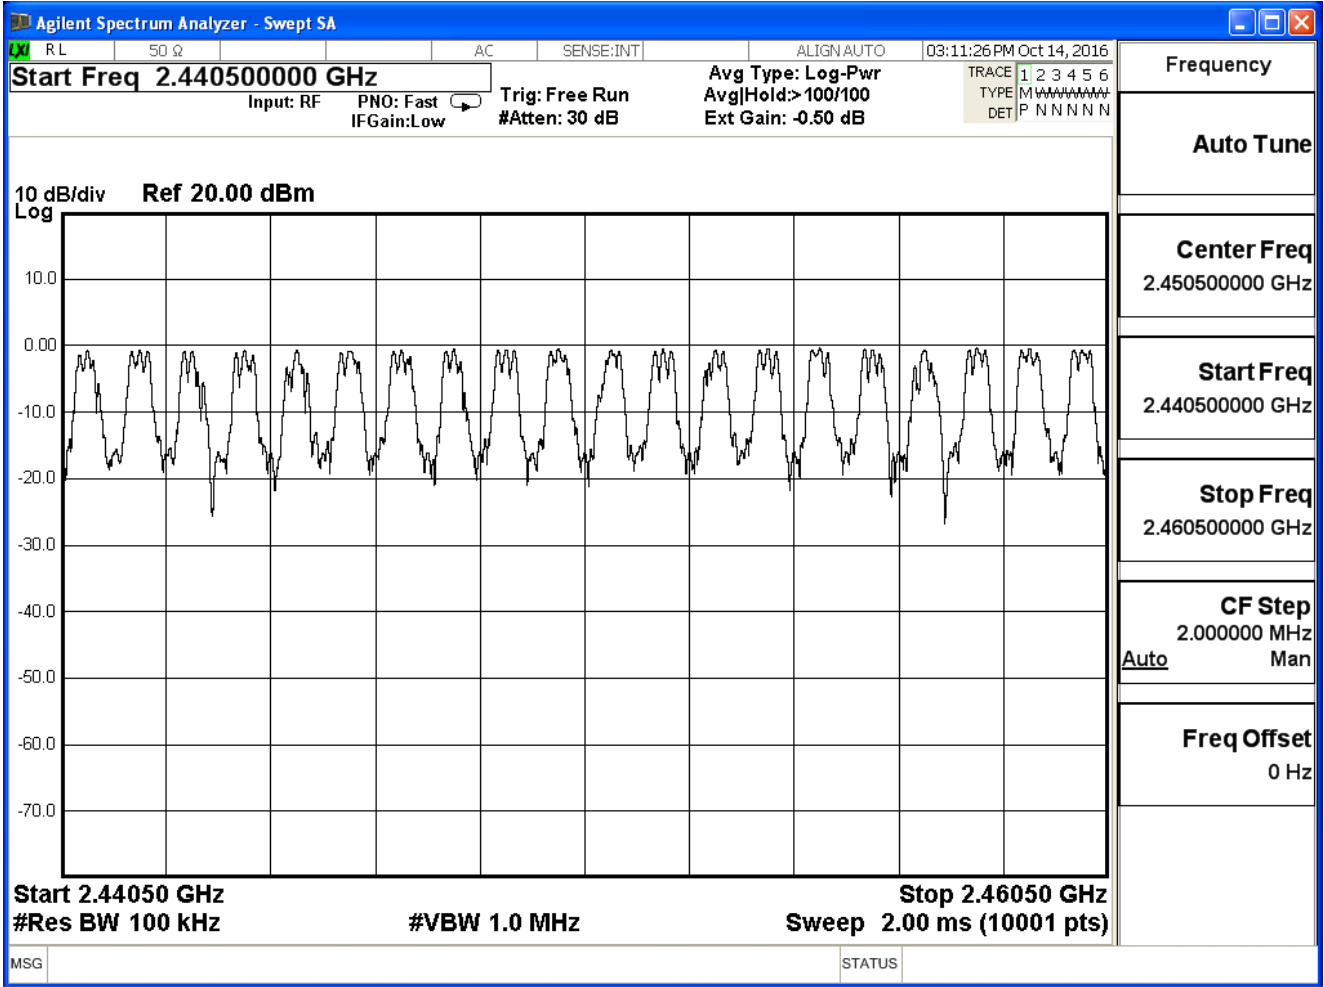 Agilent Spectrum Analyzer - Swept SA
LXI RL 50 Ω AC SENSE:INT ALIGNAUTO 03:11:26 PM Oct 14, 2016
Start Freq 2.440500000 GHz
Input: RF PNO: Fast
IFGain:Low
Trig: Free Run
#Atten: 30 dB
Avg Type: Log-Pwr
Avg|Hold:>100/100
Ext Gain: -0.50 dB
TRACE 1 2 3 4 5 6
TYPE M WWWWW
DET P N N N N N
10 dB/div Ref 20.00 dBm
Log
10.0
0.00
-10.0
-20.0
-30.0
-40.0
-50.0
-60.0
-70.0
Start 2.44050 GHz Stop 2.46050 GHz
#Res BW 100 kHz #VBW 1.0 MHz Sweep 2.00 ms (10001 pts)
MSG STATUS
Frequency
Auto Tune
Center Freq
2.450500000 GHz
Start Freq
2.440500000 GHz
Stop Freq
2.460500000 GHz
CF Step
2.000000 MHz
Auto Man
Freq Offset
0 Hz